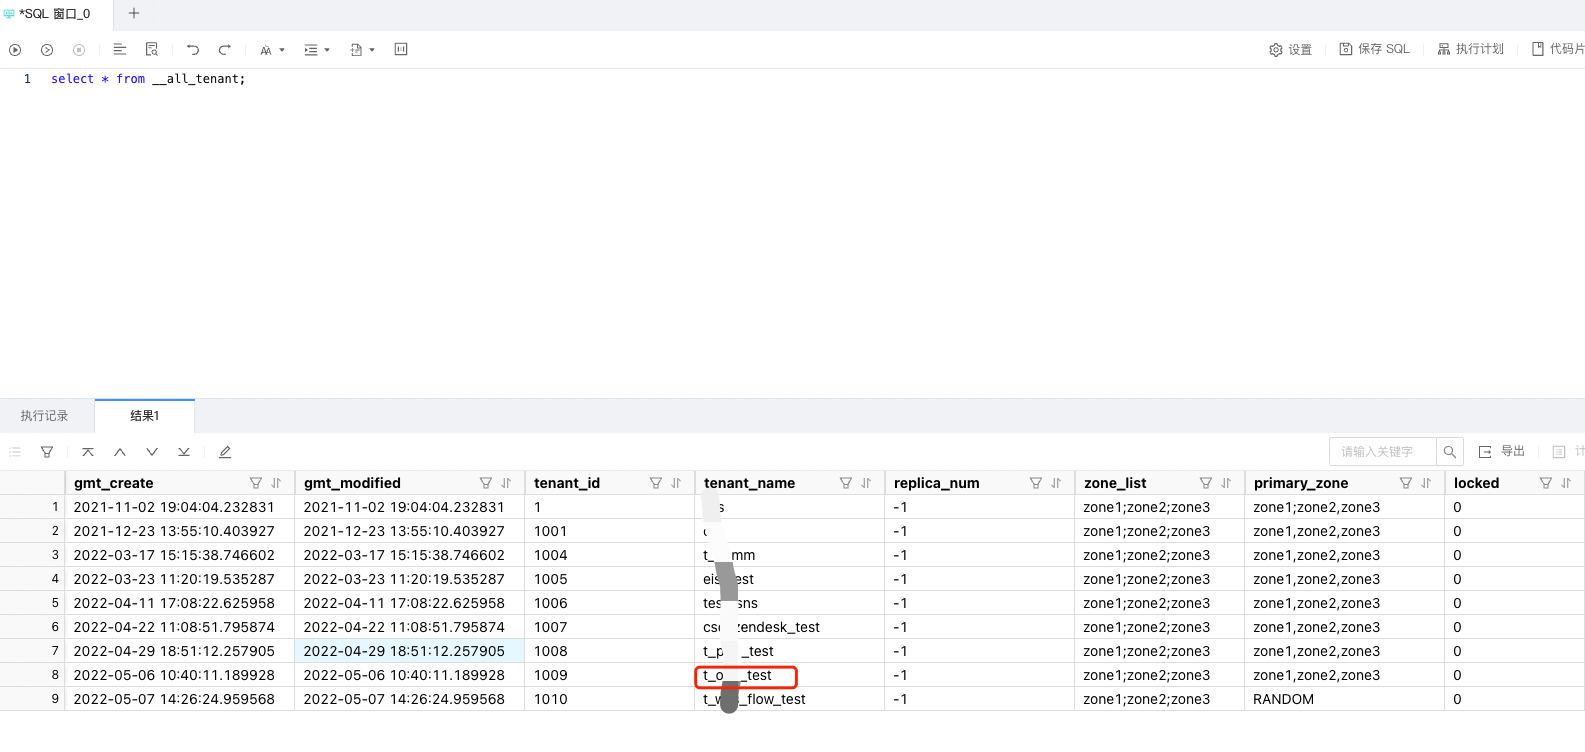 *SQL 窗口_0
设置 保存 SQL 执行计划 代码片
1 select * from __all_tenant;
执行记录 结果1
请输入关键字 导出 计
gmt_create gmt_modified tenant_id tenant_name replica_num zone_list primary_zone locked
1 2021-11-02 19:04:04.232831 2021-11-02 19:04:04.232831 1 s -1 zone1;zone2;zone3 zone1;zone2,zone3 0
2 2021-12-23 13:55:10.403927 2021-12-23 13:55:10.403927 1001 -1 zone1;zone2;zone3 zone1,zone2,zone3 0
3 2022-03-17 15:15:38.746602 2022-03-17 15:15:38.746602 1004 t_ mm -1 zone1;zone2;zone3 zone1,zone2,zone3 0
4 2022-03-23 11:20:19.535287 2022-03-23 11:20:19.535287 1005 eis est -1 zone1;zone2;zone3 zone1,zone2,zone3 0
5 2022-04-11 17:08:22.625958 2022-04-11 17:08:22.625958 1006 tes sns -1 zone1;zone2;zone3 zone1,zone2,zone3 0
6 2022-04-22 11:08:51.795874 2022-04-22 11:08:51.795874 1007 zendesk_test -1 zone1;zone2;zone3 zone1,zone2,zone3 0
7 2022-04-29 18:51:12.257905 2022-04-29 18:51:12.257905 1008 t_p _test -1 zone1;zone2;zone3 zone1,zone2,zone3 0
8 2022-05-06 10:40:11.189928 2022-05-06 10:40:11.189928 1009 t_o _test -1 zone1;zone2;zone3 zone1,zone2,zone3 0
9 2022-05-07 14:26:24.959568 2022-05-07 14:26:24.959568 1010 t_w s_flow_test -1 zone1;zone2;zone3 RANDOM 0